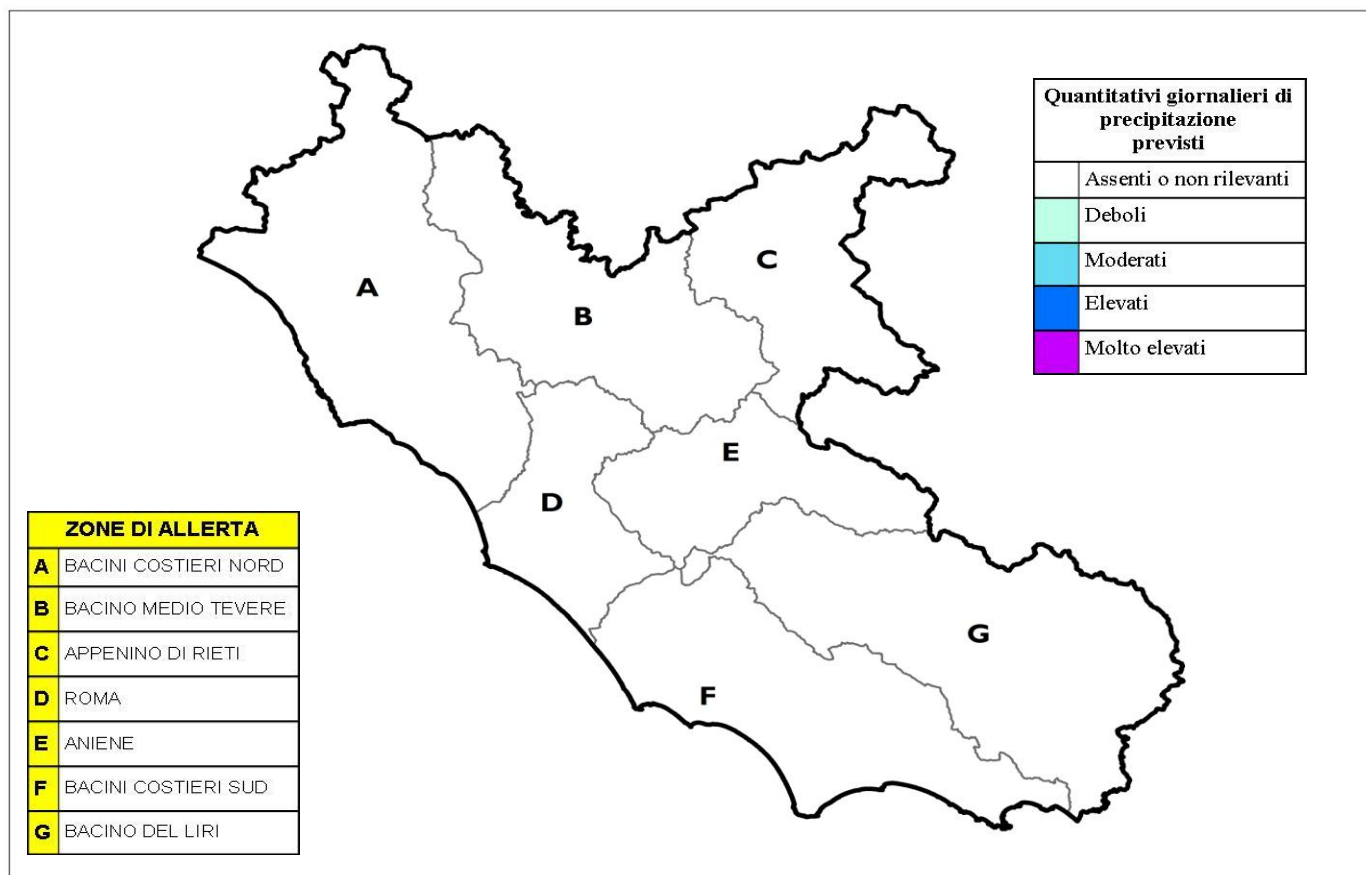 Quantitativi giornalieri di
precipitazione
previsti
Assenti o non rilevanti
Deboli
Moderati
Elevati
Molto elevati
A
B
C
D
E
F
G
ZONE DI ALLERTA
A BACINI COSTIERI NORD
B BACINO MEDIO TEVERE
C APPENINO DI RIETI
D ROMA
E ANIENE
F BACINI COSTIERI SUD
G BACINO DEL LIRI